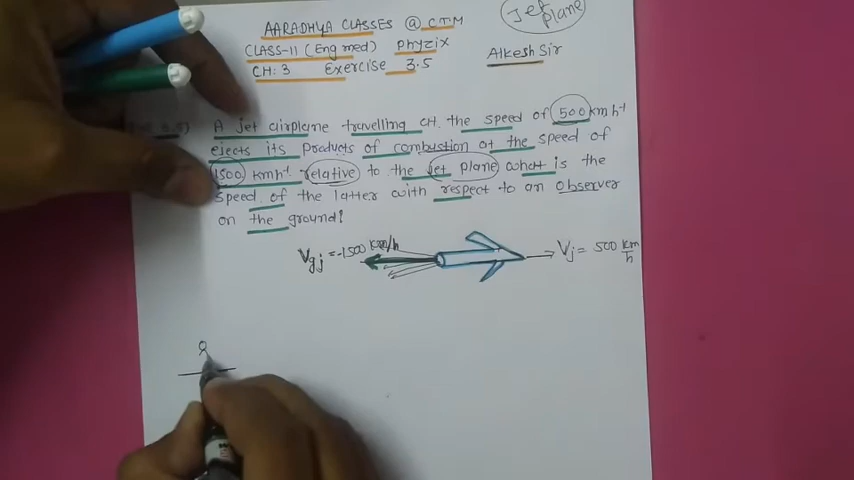 Jet plane
AARADHYA CLASSES @ CTM
CLASS-11 (Eng med) Phyzix
Alkesh Sir
CH: 3 Exercise 3.5
A jet airplane travelling at the speed of 500 km h⁻¹
ejects its products of combustion at the speed of
1500 kmh⁻¹ relative to the jet plane what is the
speed of the latter with respect to an observer
on the ground?
Vgj = -1500 km/h
Vj = 500 km/h